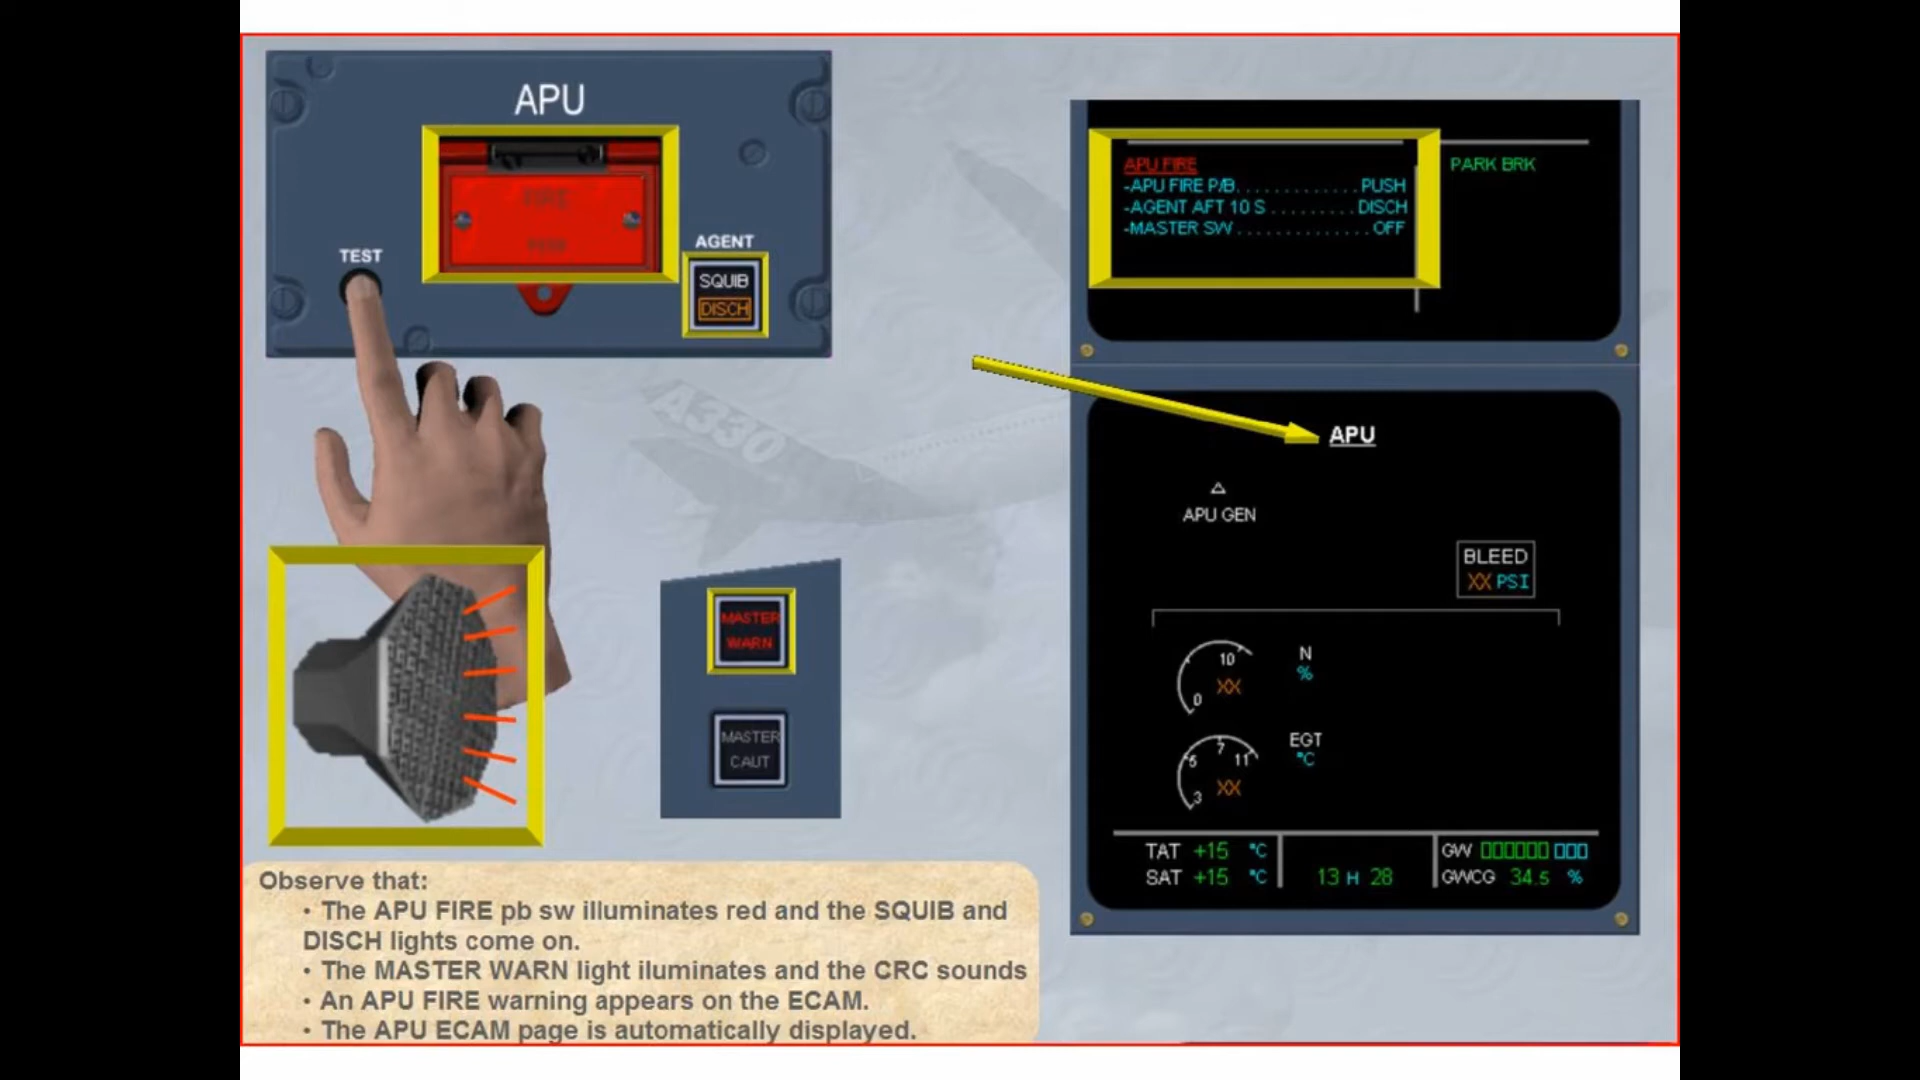 APU
FIRE
PUSH
TEST
AGENT
SQUIB
DISCH
APU FIRE
-APU FIRE P/B.............PUSH
-AGENT AFT 10 S.........DISCH
-MASTER SW..............OFF
PARK BRK
A330
APU
APU GEN
BLEED
XX PSI
10
0
XX
N
%
7
5
11
3
XX
EGT
°C
TAT +15 °C
SAT +15 °C
13 H 28
GW
GWCG 34.5 %
MASTER
WARN
MASTER
CAUT
Observe that:
• The APU FIRE pb sw illuminates red and the SQUIB and
DISCH lights come on.
• The MASTER WARN light iluminates and the CRC sounds
• An APU FIRE warning appears on the ECAM.
• The APU ECAM page is automatically displayed.